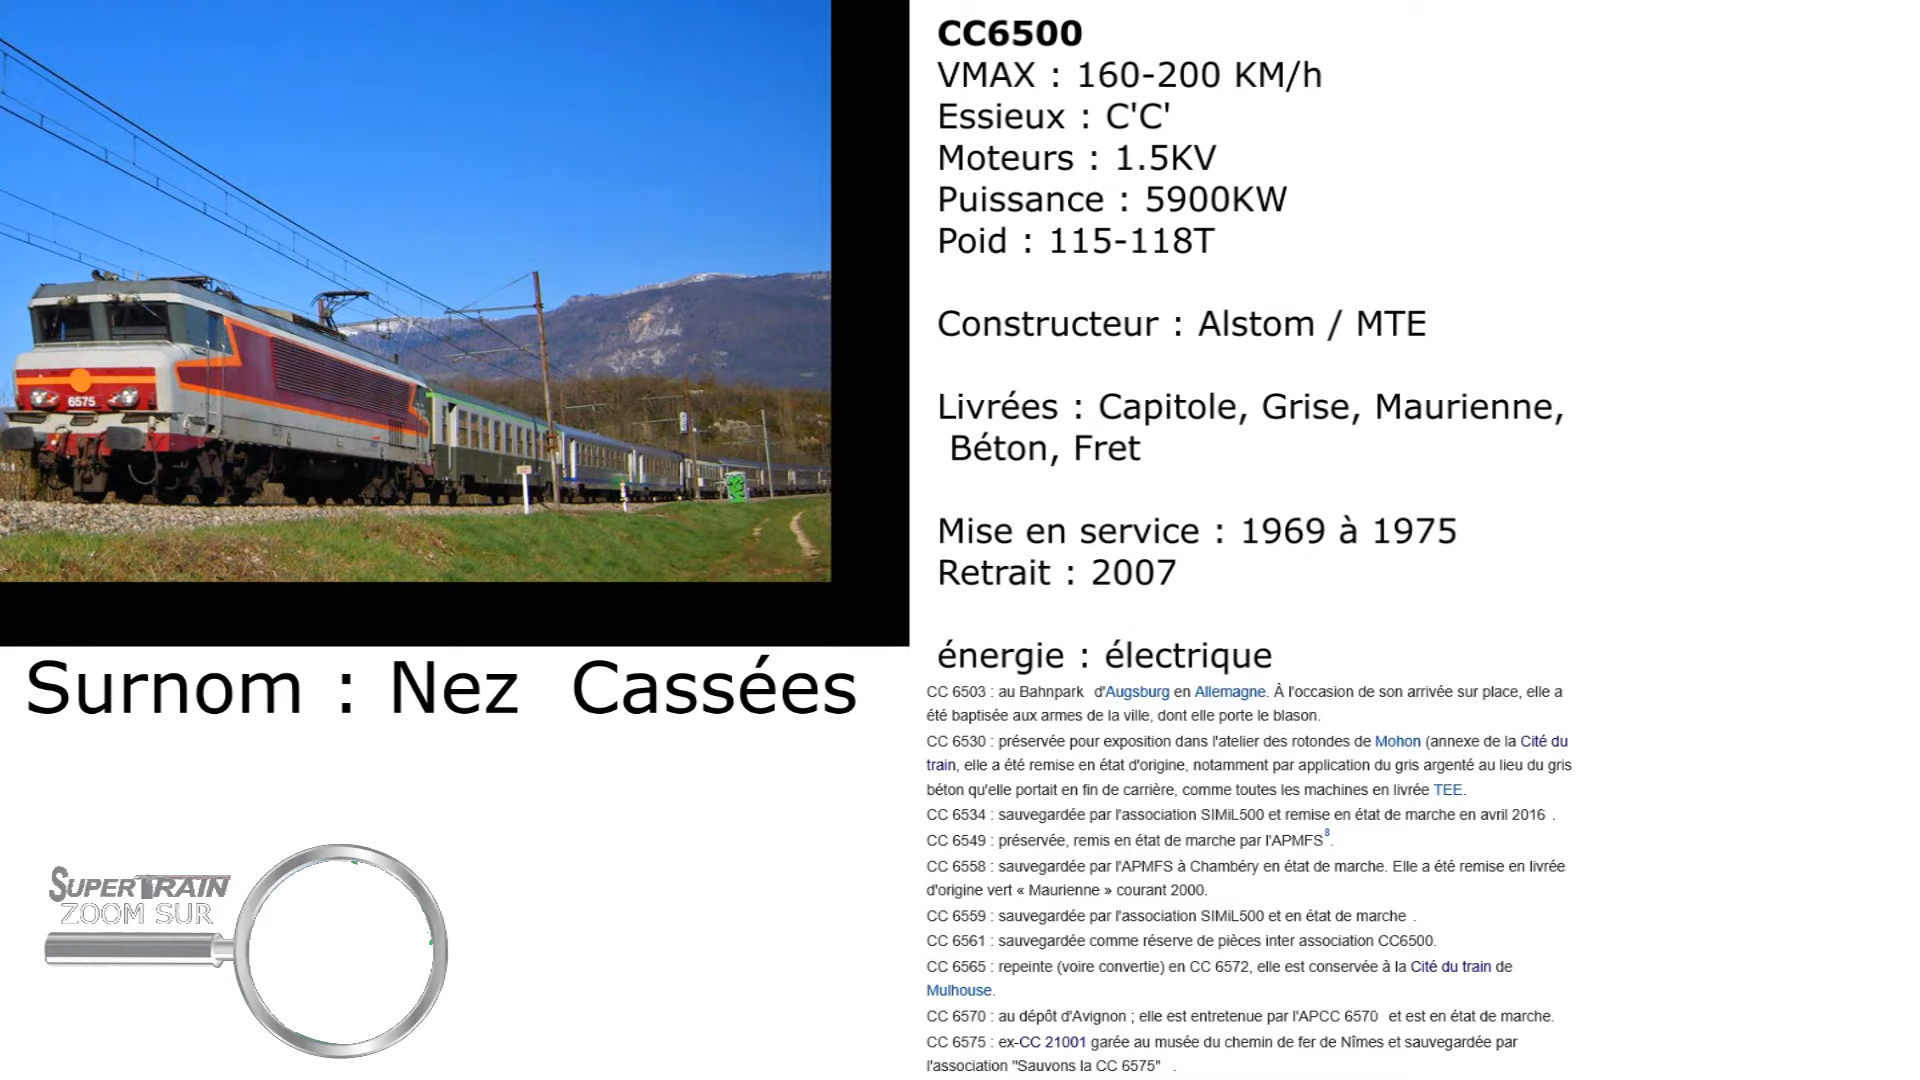 6575
Surnom : Nez Cassées
SUPERTRAIN
ZOOM SUR
CC6500
VMAX : 160-200 KM/h
Essieux : C'C'
Moteurs : 1.5KV
Puissance : 5900KW
Poid : 115-118T
Constructeur : Alstom / MTE
Livrées : Capitole, Grise, Maurienne,
Béton, Fret
Mise en service : 1969 à 1975
Retrait : 2007
énergie : électrique
CC 6503 : au Bahnpark d'Augsburg en Allemagne. À l'occasion de son arrivée sur place, elle a
été baptisée aux armes de la ville, dont elle porte le blason.
CC 6530 : préservée pour exposition dans l'atelier des rotondes de Mohon (annexe de la Cité du
train, elle a été remise en état d'origine, notamment par application du gris argenté au lieu du gris
béton qu'elle portait en fin de carrière, comme toutes les machines en livrée TEE.
CC 6534 : sauvegardée par l'association SIMiL500 et remise en état de marche en avril 2016 .
CC 6549 : préservée, remis en état de marche par l'APMFS8.
CC 6558 : sauvegardée par l'APMFS à Chambéry en état de marche. Elle a été remise en livrée
d'origine vert « Maurienne » courant 2000.
CC 6559 : sauvegardée par l'association SIMiL500 et en état de marche .
CC 6561 : sauvegardée comme réserve de pièces inter association CC6500.
CC 6565 : repeinte (voire convertie) en CC 6572, elle est conservée à la Cité du train de
Mulhouse.
CC 6570 : au dépôt d'Avignon ; elle est entretenue par l'APCC 6570 et est en état de marche.
CC 6575 : ex-CC 21001 garée au musée du chemin de fer de Nîmes et sauvegardée par
l'association "Sauvons la CC 6575" .